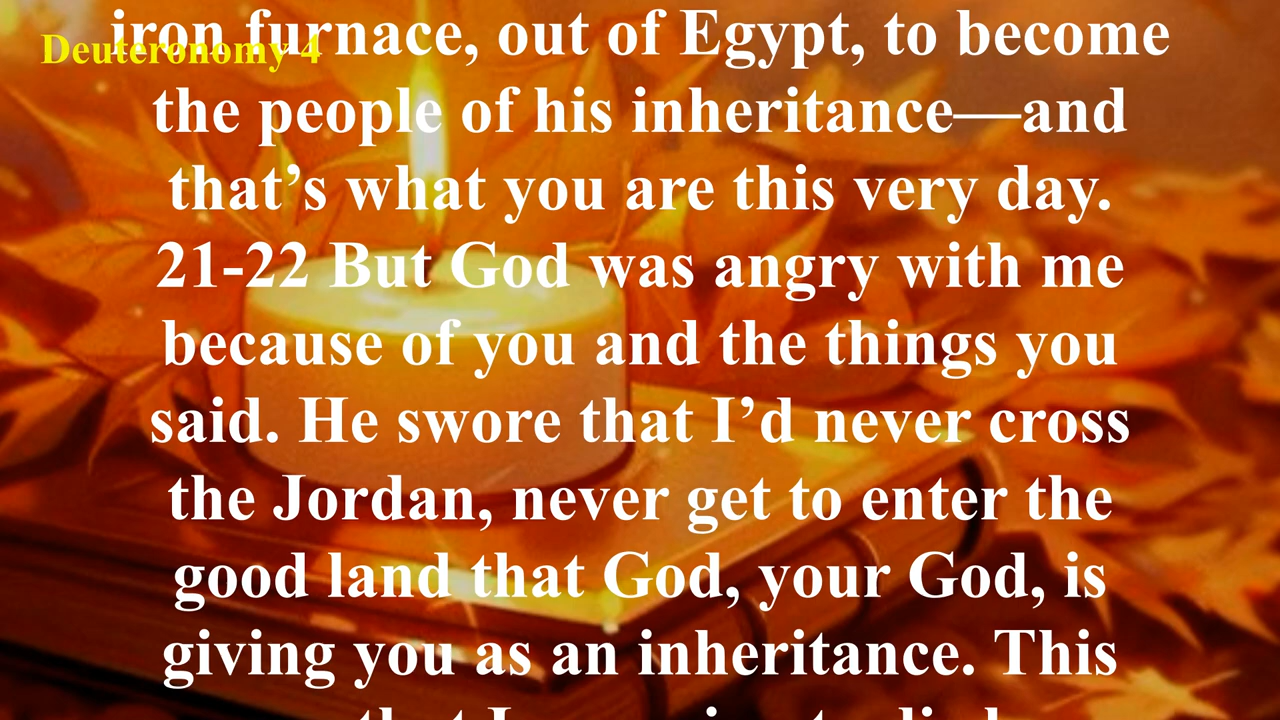 Deuteronomy 4
iron furnace, out of Egypt, to become
the people of his inheritance—and
that’s what you are this very day.
21-22 But God was angry with me
because of you and the things you
said. He swore that I’d never cross
the Jordan, never get to enter the
good land that God, your God, is
giving you as an inheritance. This
that I